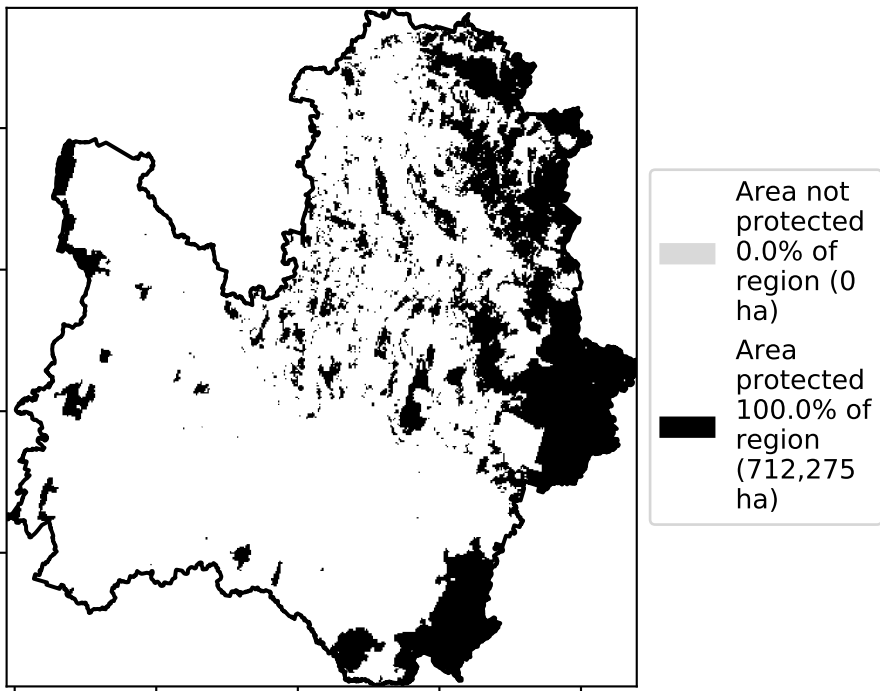 Area not
protected
0.0% of
region (0
ha)
Area
protected
100.0% of
region
(712,275
ha)